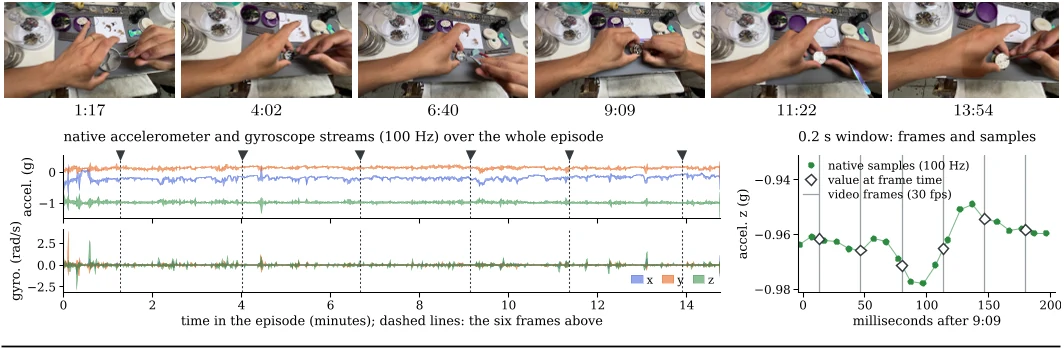 1:17
4:02
6:40
9:09
11:22
13:54
native accelerometer and gyroscope streams (100 Hz) over the whole episode
accel. (g)
0
−1
gyro. (rad/s)
2.5
0.0
−2.5
x y z
0 2 4 6 8 10 12 14
time in the episode (minutes); dashed lines: the six frames above
0.2 s window: frames and samples
native samples (100 Hz)
value at frame time
video frames (30 fps)
accel. z (g)
−0.94
−0.96
−0.98
0 50 100 150 200
milliseconds after 9:09